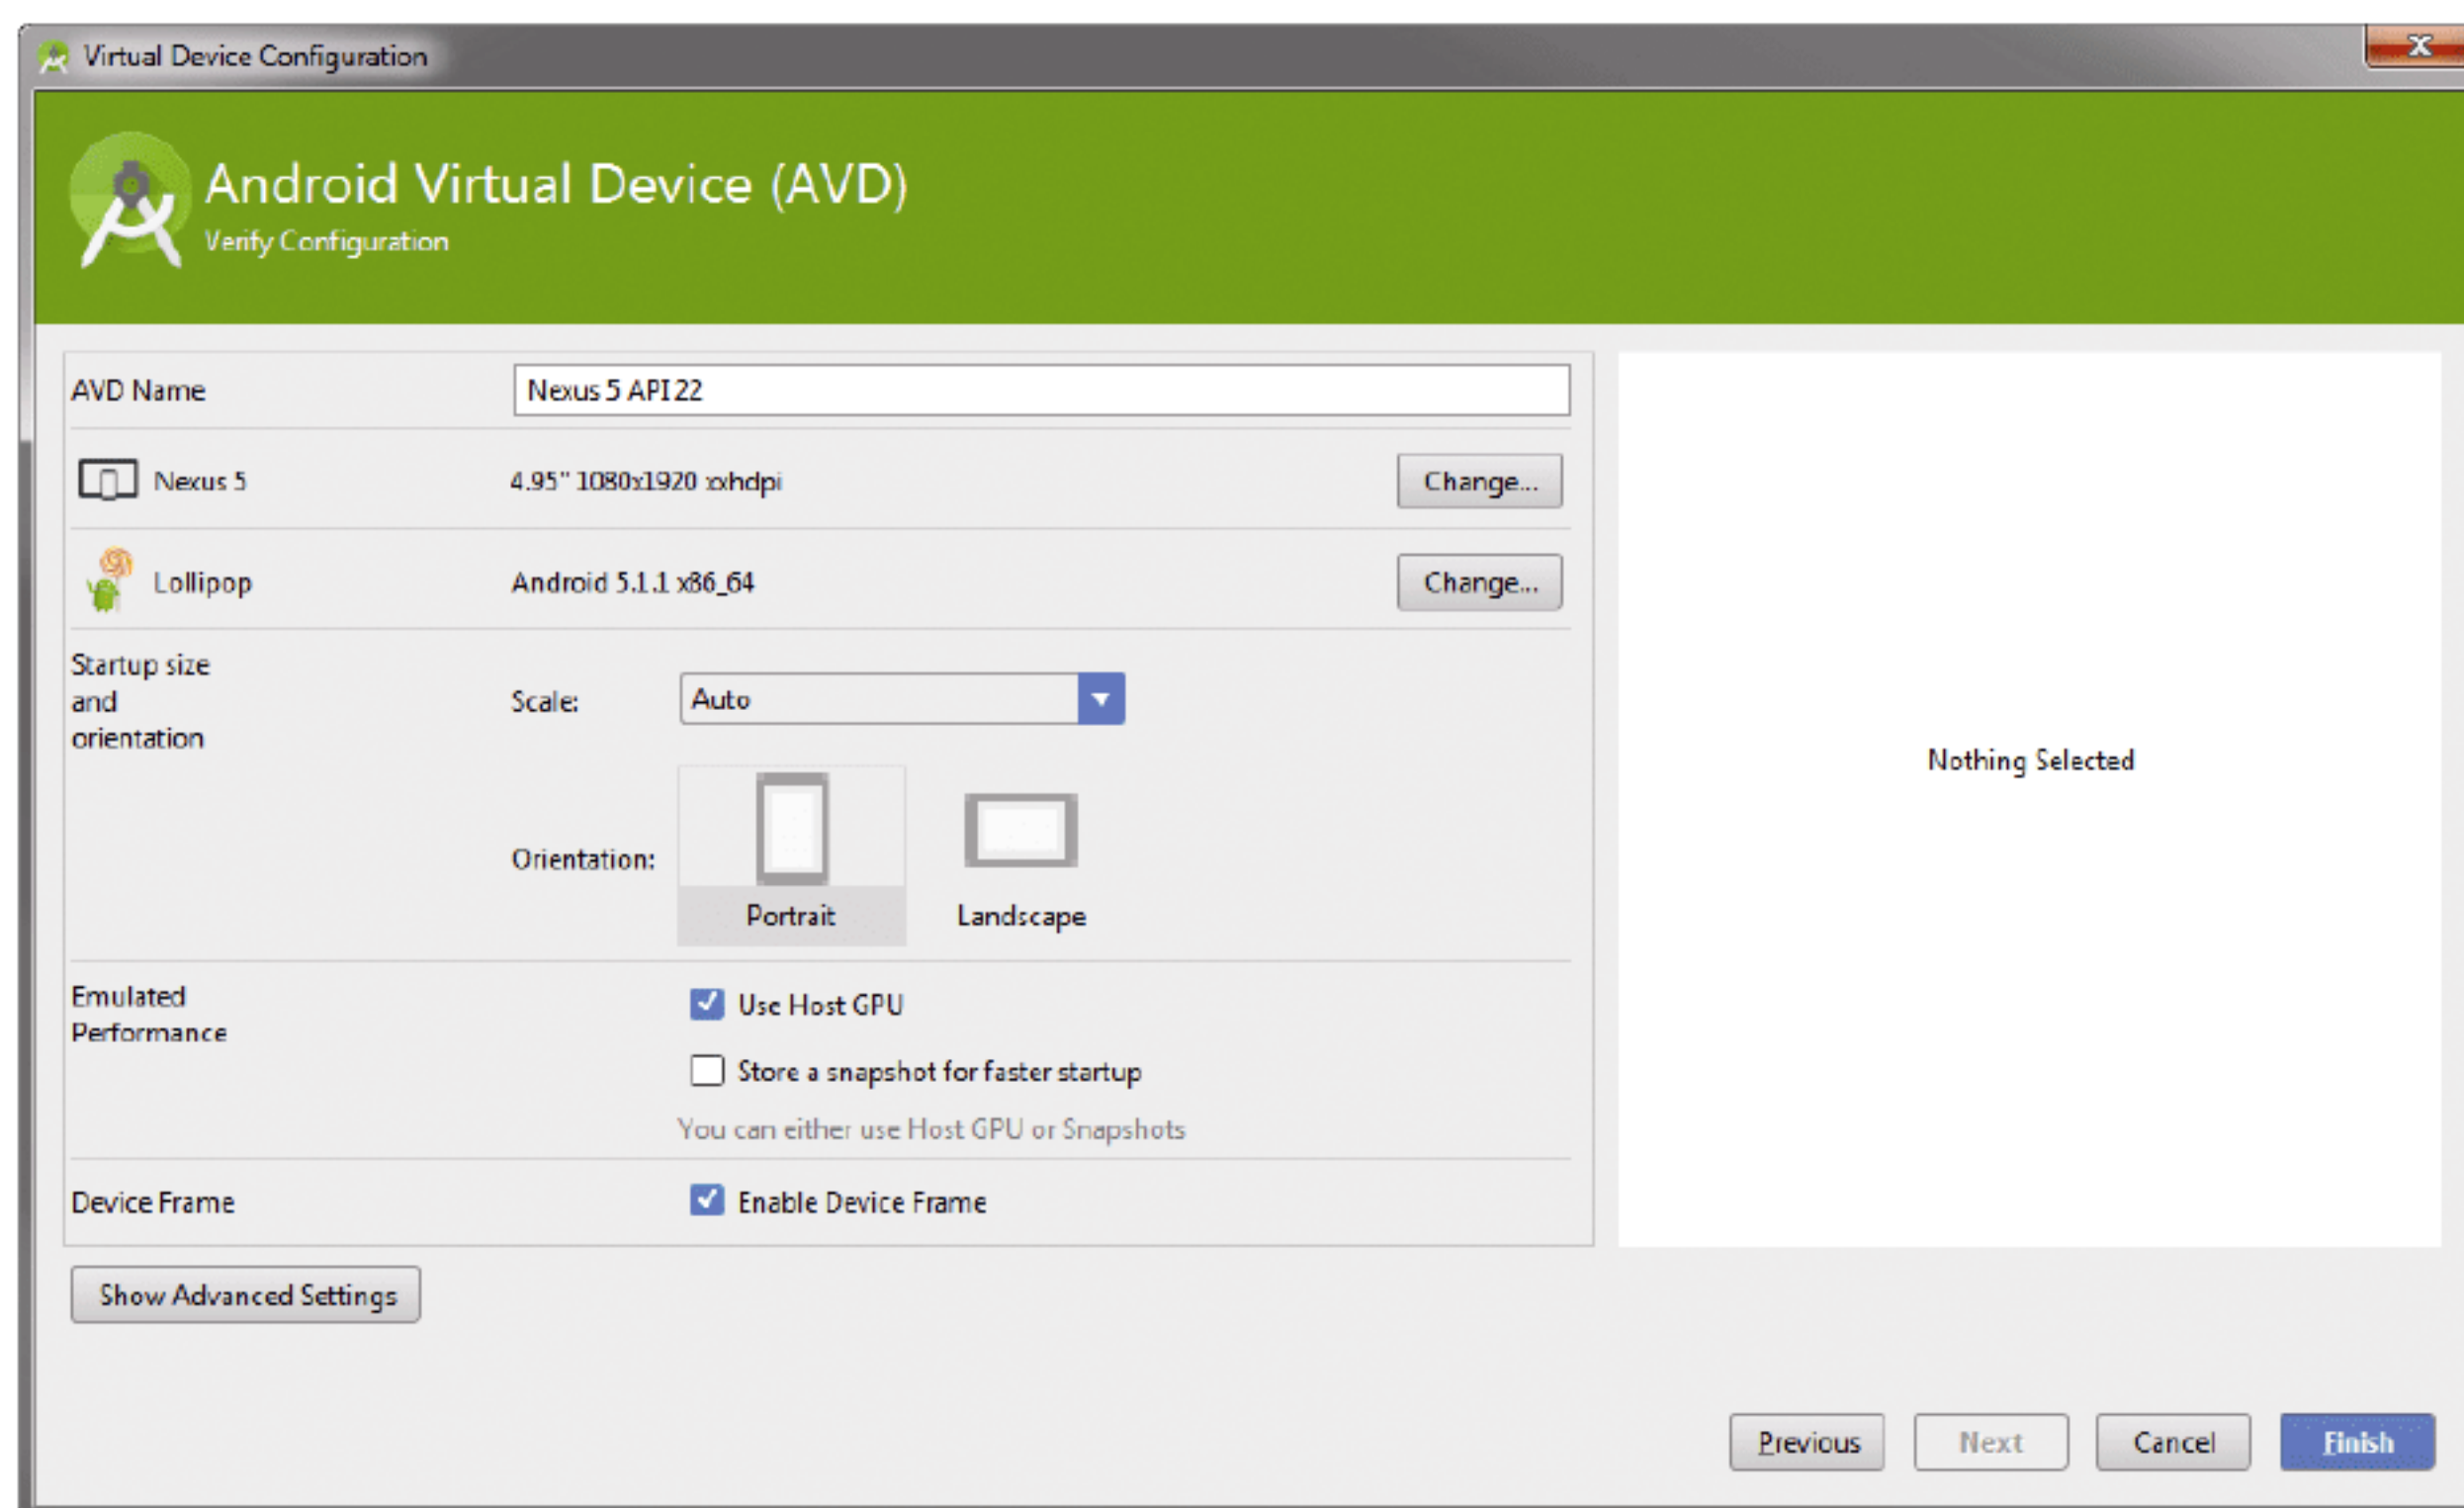 Virtual Device Configuration
Android Virtual Device (AVD)
Verify Configuration
AVD Name
Nexus 5 API 22
Nexus 5
4.95" 1080x1920 xxhdpi
Change...
Lollipop
Android 5.1.1 x86_64
Change...
Startup size
and
orientation
Scale:
Auto
Orientation:
Portrait
Landscape
Nothing Selected
Emulated
Performance
Use Host GPU
Store a snapshot for faster startup
You can either use Host GPU or Snapshots
Device Frame
Enable Device Frame
Show Advanced Settings
Previous
Next
Cancel
Finish